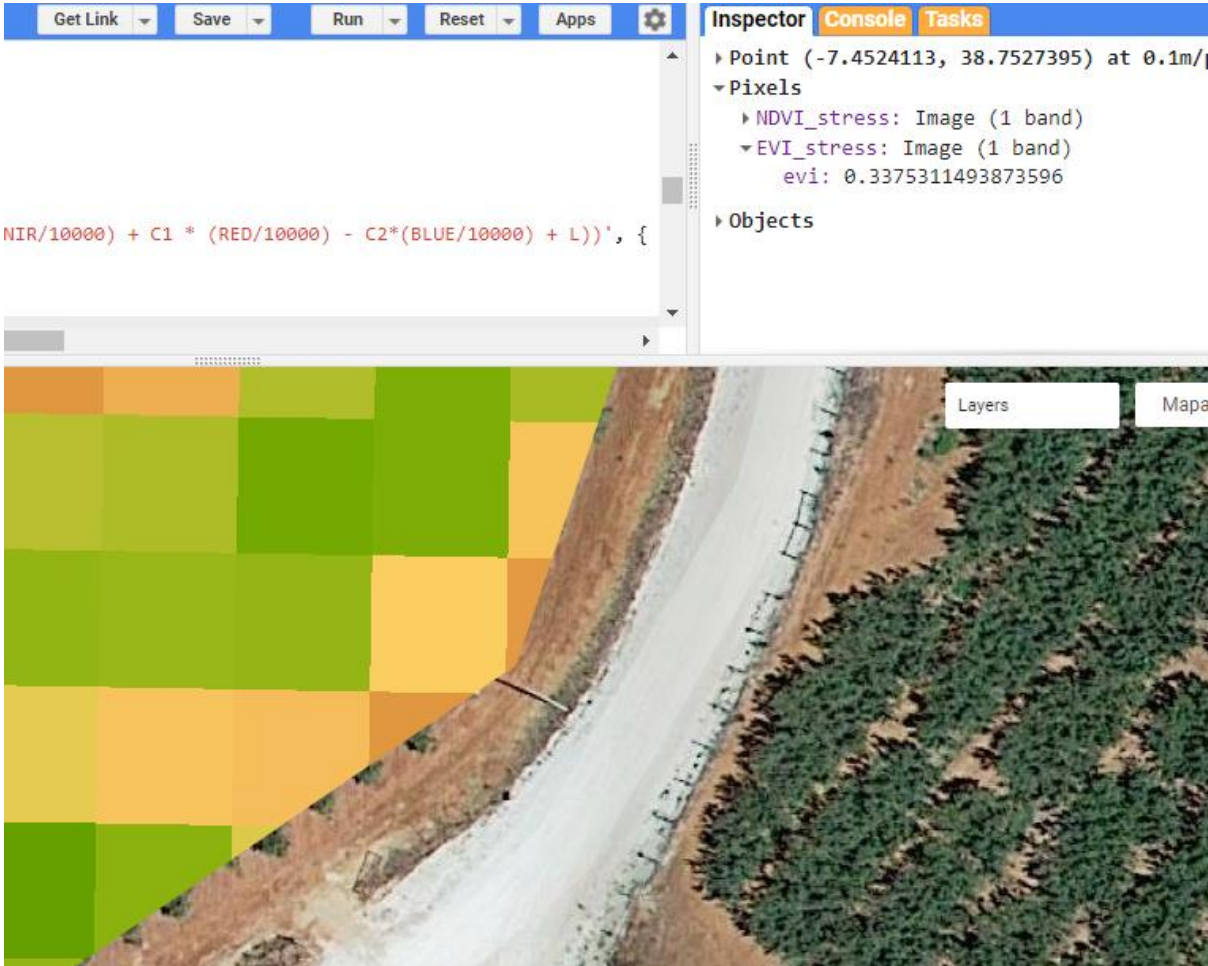 Get Link Save Run Reset Apps
NIR/10000) + C1 * (RED/10000) - C2*(BLUE/10000) + L))', {
Inspector Console Tasks
Point (-7.4524113, 38.7527395) at 0.1m/
Pixels
NDVI_stress: Image (1 band)
EVI_stress: Image (1 band)
evi: 0.3375311493873596
Objects
Layers
Mapa